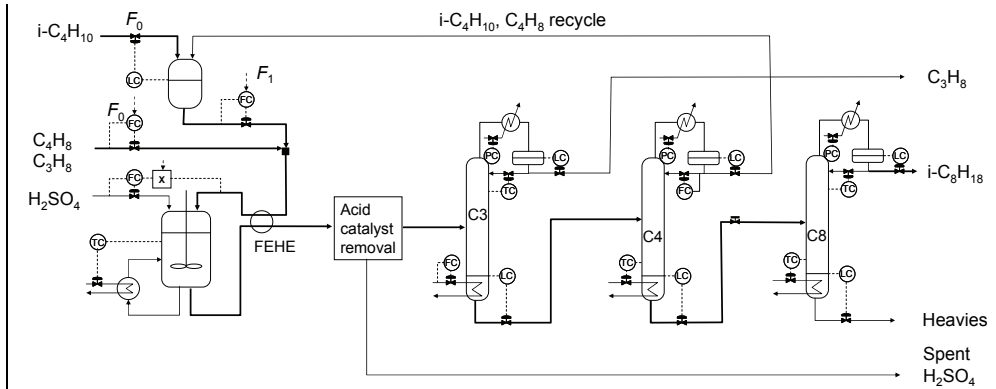 i-C₄H₁₀, C₄H₈ recycle
F₀
i-C₄H₁₀
LC
F₁
FC
C₃H₈
F₀
FC
C₄H₈
C₃H₈
FC
x
H₂SO₄
TC
FEHE
Acid
catalyst
removal
PC
LC
TC
C3
FC
LC
PC
LC
FC
C4
TC
LC
LC
TC
i-C₈H₁₈
C8
TC
LC
Heavies
Spent
H₂SO₄